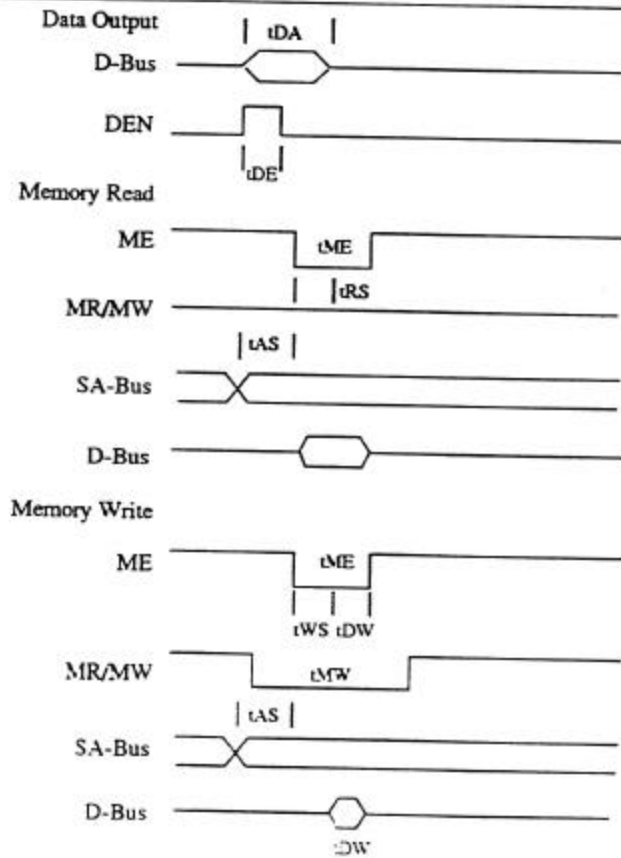 Data Output
tDA
D-Bus
DEN
tDE
Memory Read
ME
tME
tRS
MR/MW
tAS
SA-Bus
D-Bus
Memory Write
ME
tME
tWS tDW
MR/MW
tMW
tAS
SA-Bus
D-Bus
tDW